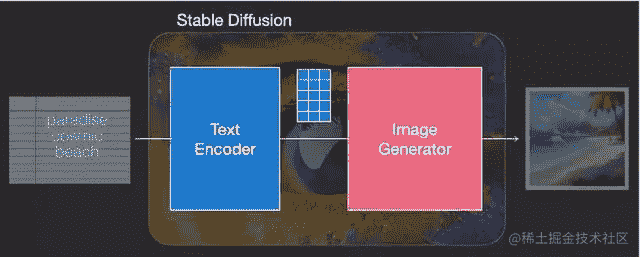 Stable Diffusion
paradise
cosmic
beach
Text
Encoder
Image
Generator
@稀土掘金技术社区